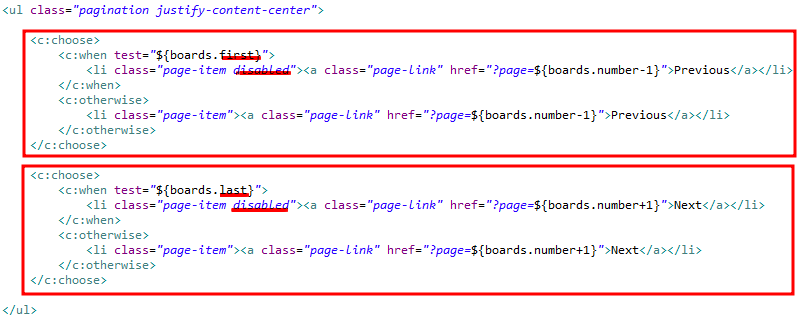 <ul class="pagination justify-content-center">
<c:choose>
<c:when test="${boards.first}">
<li class="page-item disabled"><a class="page-link" href="?page=${boards.number-1}">Previous</a></li>
</c:when>
<c:otherwise>
<li class="page-item"><a class="page-link" href="?page=${boards.number-1}">Previous</a></li>
</c:otherwise>
</c:choose>
<c:choose>
<c:when test="${boards.last}">
<li class="page-item disabled"><a class="page-link" href="?page=${boards.number+1}">Next</a></li>
</c:when>
<c:otherwise>
<li class="page-item"><a class="page-link" href="?page=${boards.number+1}">Next</a></li>
</c:otherwise>
</c:choose>
</ul>